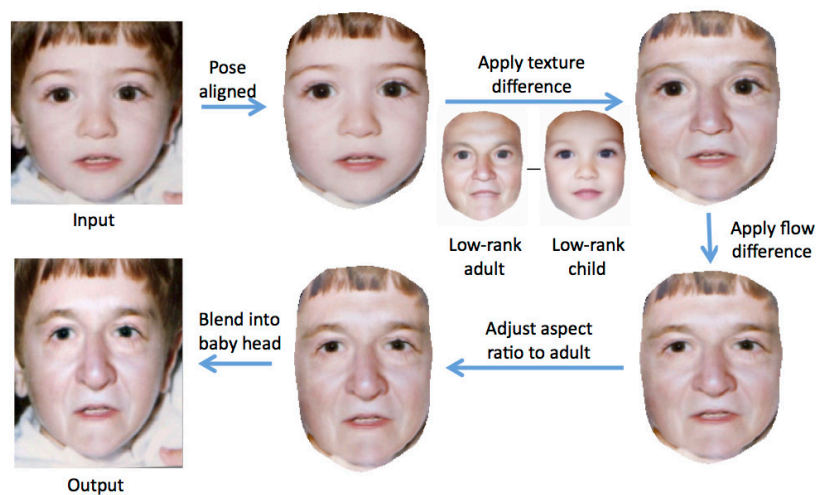 Pose
aligned
Apply texture
difference
Input
Low-rank
adult
Low-rank
child
Apply flow
difference
Adjust aspect
ratio to adult
Blend into
baby head
Output